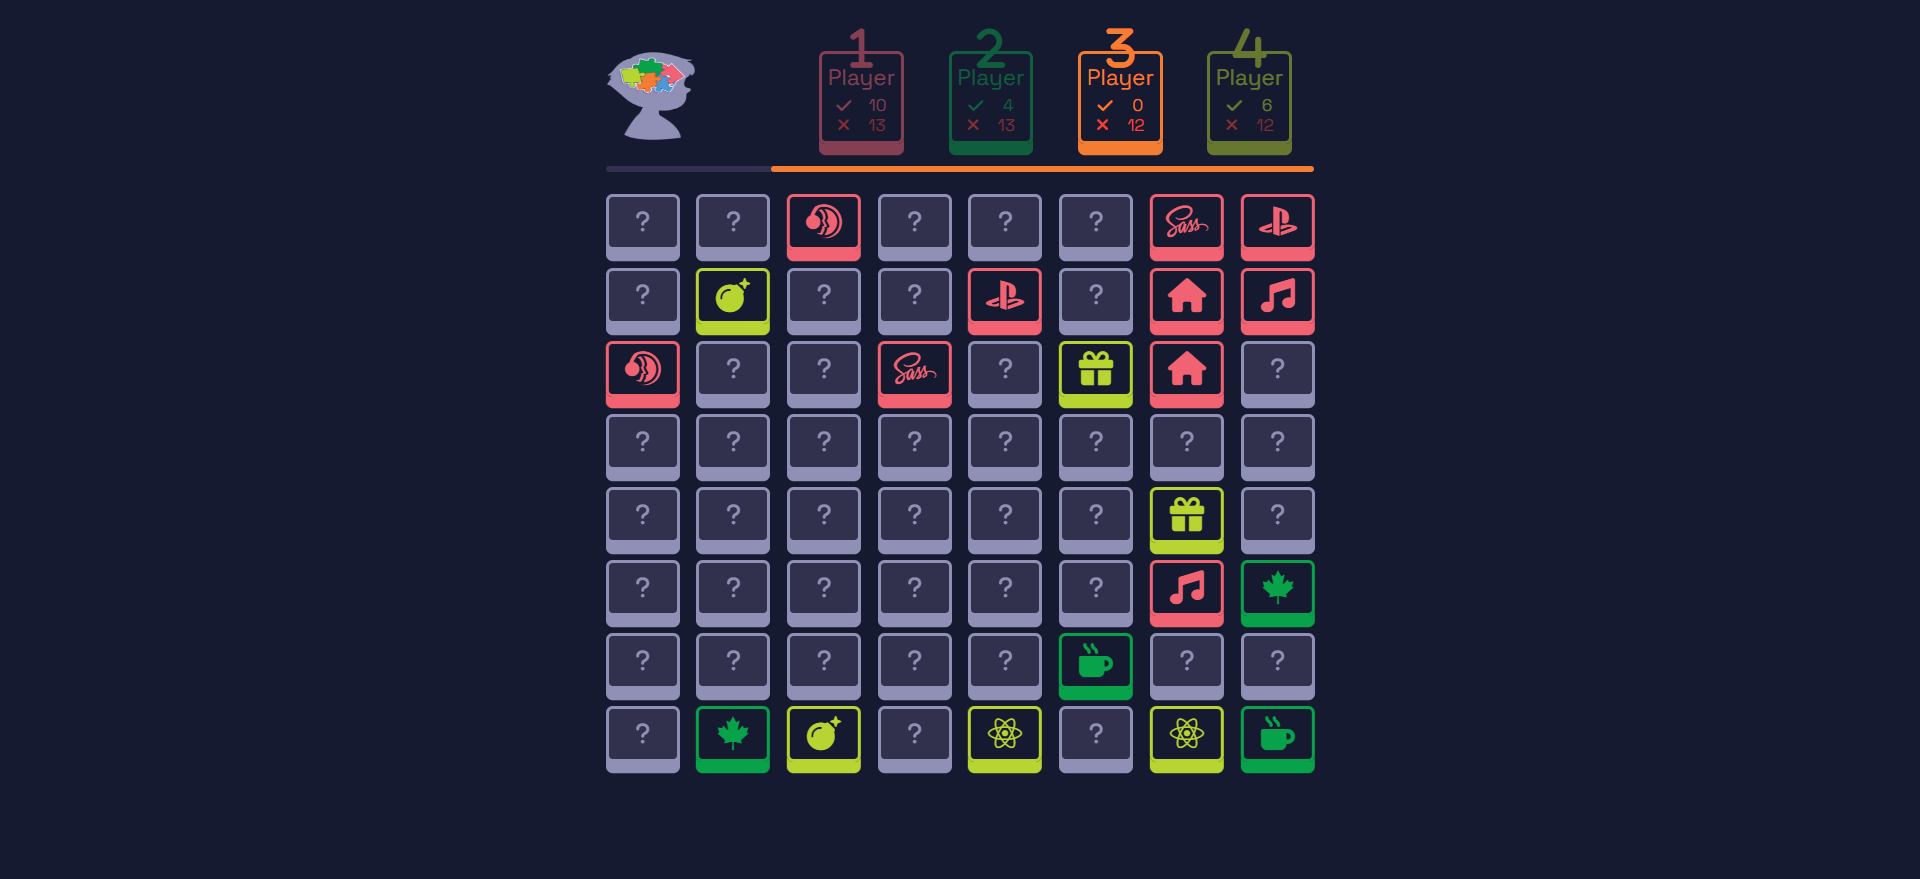 1 2 3 4
Player Player Player Player
10 4 0 6
13 13 12 12
? ? ? ? ? Sass
? ? ? ?
? ? Sass ? ?
? ? ? ? ? ? ? ?
? ? ? ? ? ? ?
? ? ? ? ? ?
? ? ? ? ? ? ?
? ? ?